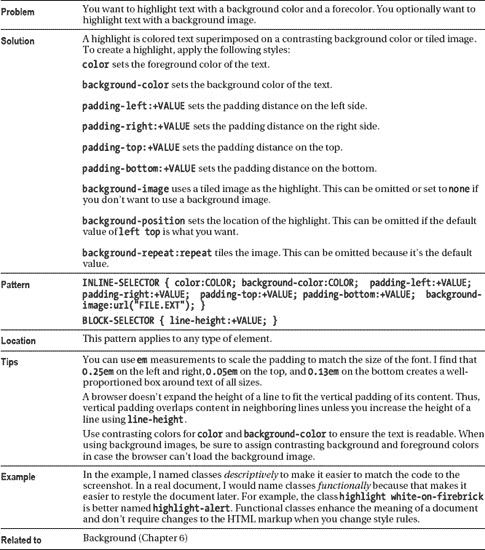 Problem
You want to highlight text with a background color and a forecolor. You optionally want to
highlight text with a background image.
Solution
A highlight is colored text superimposed on a contrasting background color or tiled image.
To create a highlight, apply the following styles:
color sets the foreground color of the text.
background-color sets the background color of the text.
padding-left:+VALUE sets the padding distance on the left side.
padding-right:+VALUE sets the padding distance on the right side.
padding-top:+VALUE sets the padding distance on the top.
padding-bottom:+VALUE sets the padding distance on the bottom.
background-image uses a tiled image as the highlight. This can be omitted or set to none if
you don't want to use a background image.
background-position sets the location of the highlight. This can be omitted if the default
value of left top is what you want.
background-repeat:repeat tiles the image. This can be omitted because it's the default
value.
Pattern
INLINE-SELECTOR { color:COLOR; background-color:COLOR; padding-left:+VALUE;
padding-right:+VALUE; padding-top:+VALUE; padding-bottom:+VALUE; background-
image:url("FILE.EXT"); }
BLOCK-SELECTOR { line-height:+VALUE; }
Location
This pattern applies to any type of element.
Tips
You can use em measurements to scale the padding to match the size of the font. I find that
0.25em on the left and right, 0.05em on the top, and 0.13em on the bottom creates a well-
proportioned box around text of all sizes.
A browser doesn't expand the height of a line to fit the vertical padding of its content. Thus,
vertical padding overlaps content in neighboring lines unless you increase the height of a
line using line-height.
Use contrasting colors for color and background-color to ensure the text is readable. When
using background images, be sure to assign contrasting background and foreground colors
in case the browser can't load the background image.
Example
In the example, I named classes descriptively to make it easier to match the code to the
screenshot. In a real document, I would name classes functionally because that makes it
easier to restyle the document later. For example, the class highlight white-on-firebrick
is better named highlight-alert. Functional classes enhance the meaning of a document
and don't require changes to the HTML markup when you change style rules.
Related to
Background (Chapter 6)